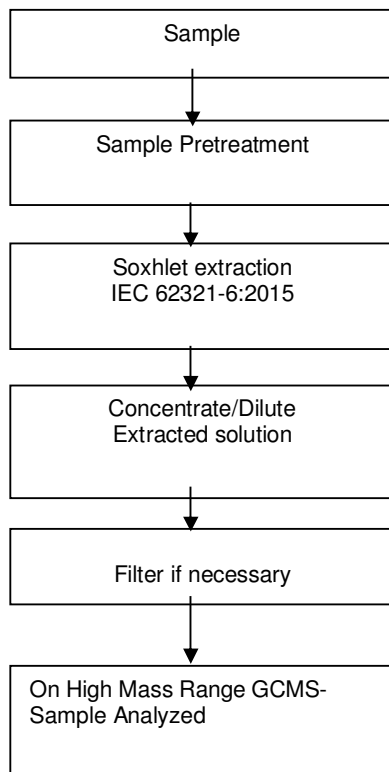 Sample
Sample Pretreatment
Soxhlet extraction
IEC 62321-6:2015
Concentrate/Dilute
Extracted solution
Filter if necessary
On High Mass Range GCMS-
Sample Analyzed